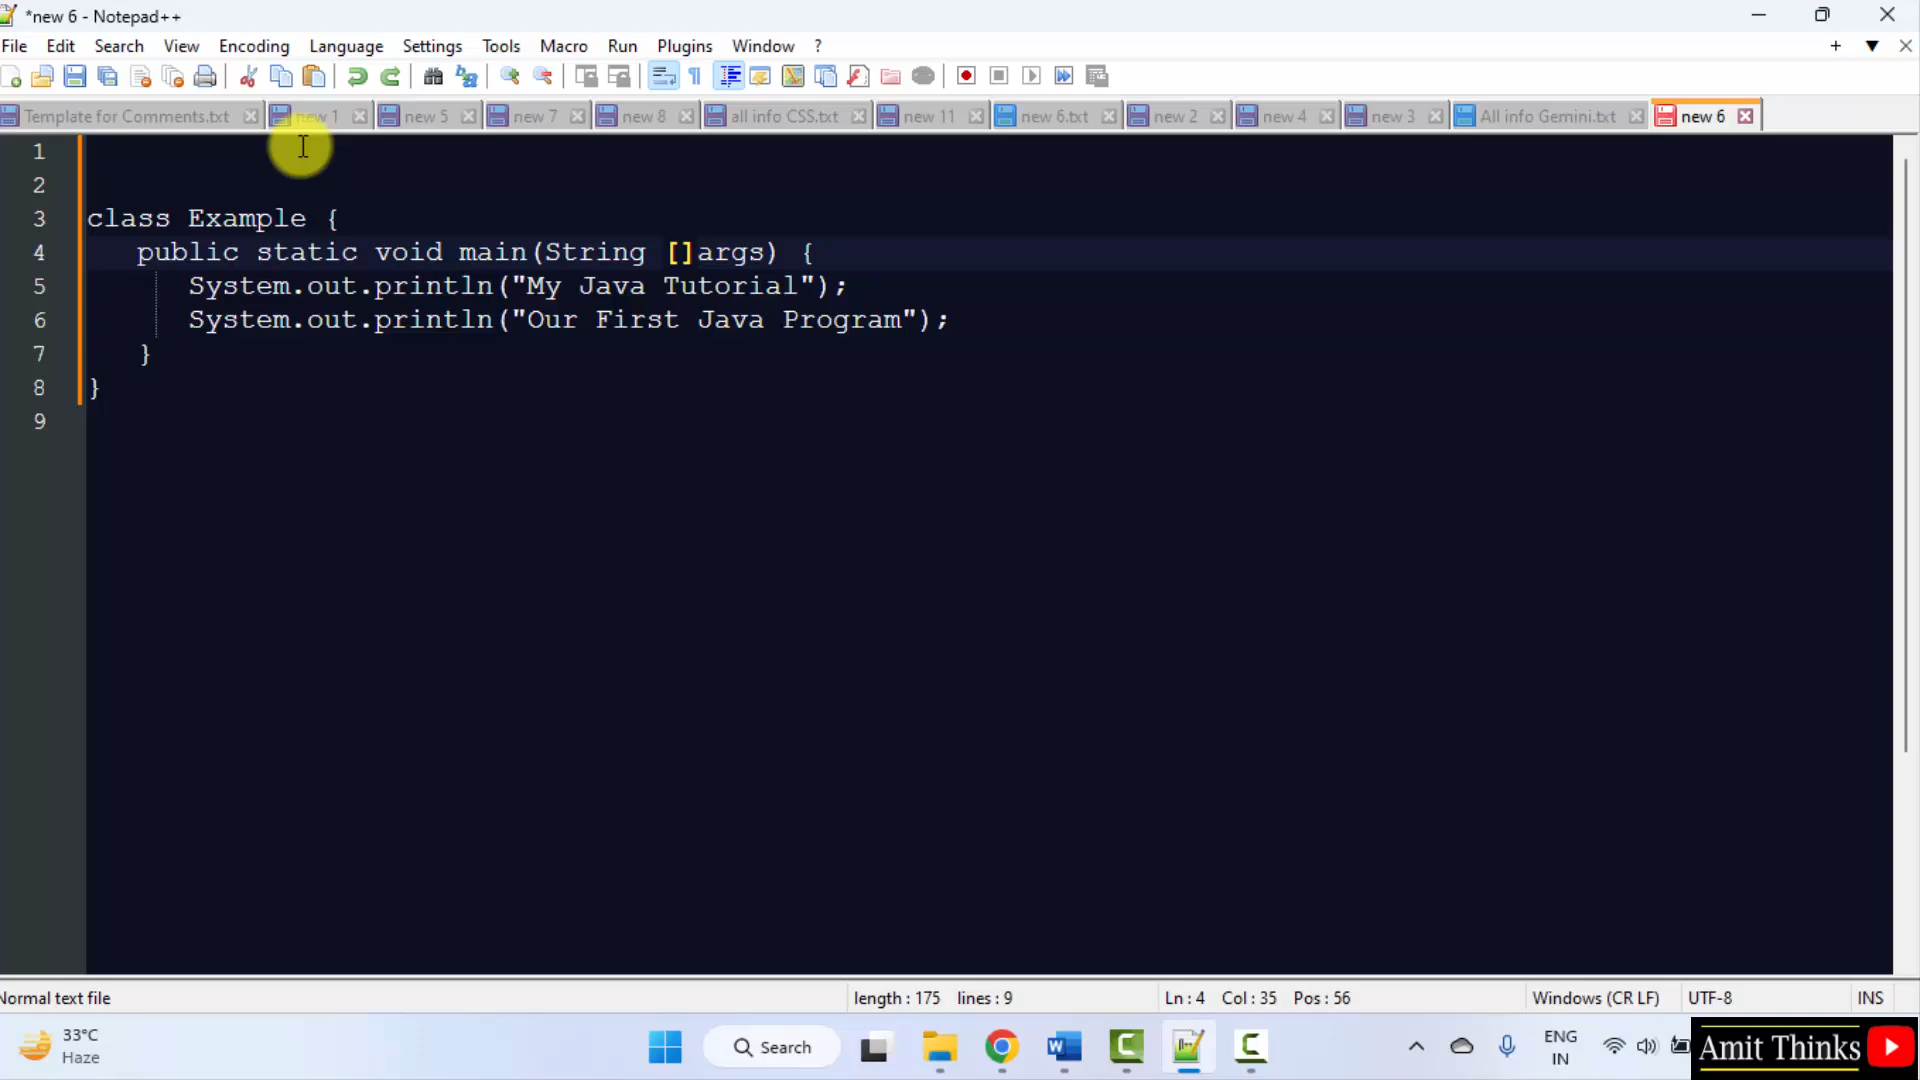 *new 6 - Notepad++
File Edit Search View Encoding Language Settings Tools Macro Run Plugins Window ?
Template for Comments.txt new 1 new 5 new 7 new 8 all info CSS.txt new 11 new 6.txt new 2 new 4 new 3 All info Gemini.txt new 6
1
2
3 class Example {
4 public static void main(String []args) {
5 System.out.println("My Java Tutorial");
6 System.out.println("Our First Java Program");
7 }
8 }
9
Normal text file length : 175 lines : 9 Ln : 4 Col : 35 Pos : 56 Windows (CR LF) UTF-8 INS
33°C
Haze
Search
ENG
IN
Amit Thinks